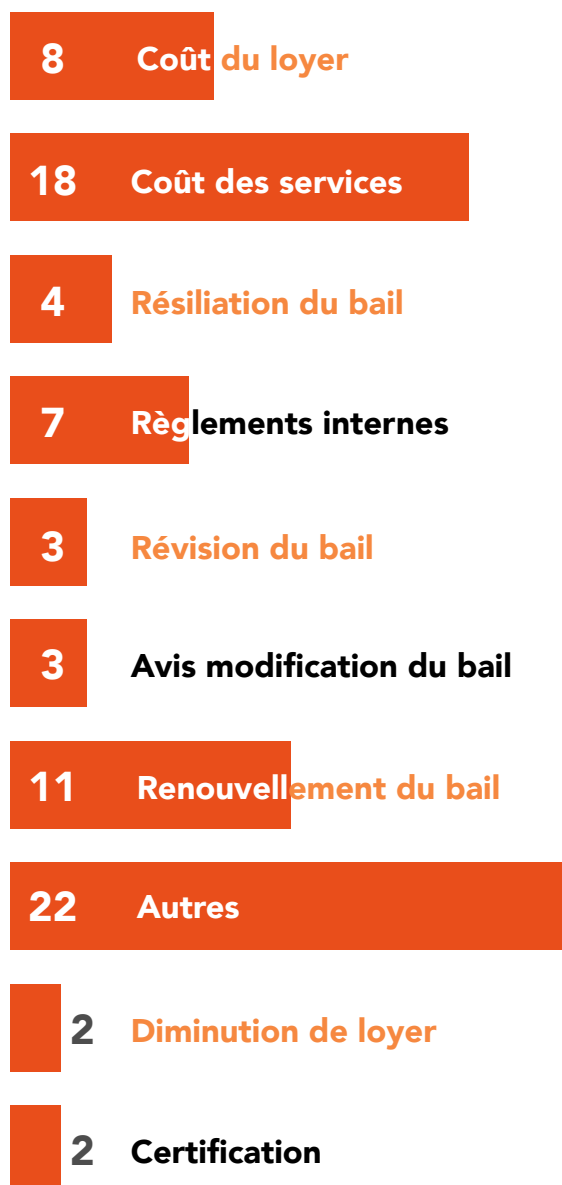 8 Coût du loyer
18 Coût des services
4 Résiliation du bail
7 Règlements internes
3 Révision du bail
3 Avis modification du bail
11 Renouvellement du bail
22 Autres
2 Diminution de loyer
2 Certification